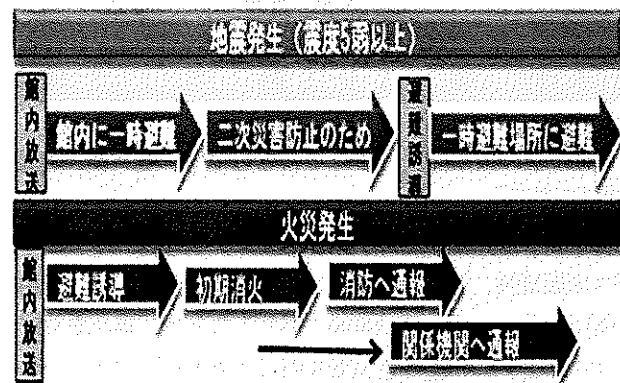 地震発生(震度5弱以上)
館内放送
館内に一時避難
二次災害防止のため
避難誘導
一時避難場所に避難
火災発生
館内放送
避難誘導
初期消火
消防へ通報
関係機関へ通報